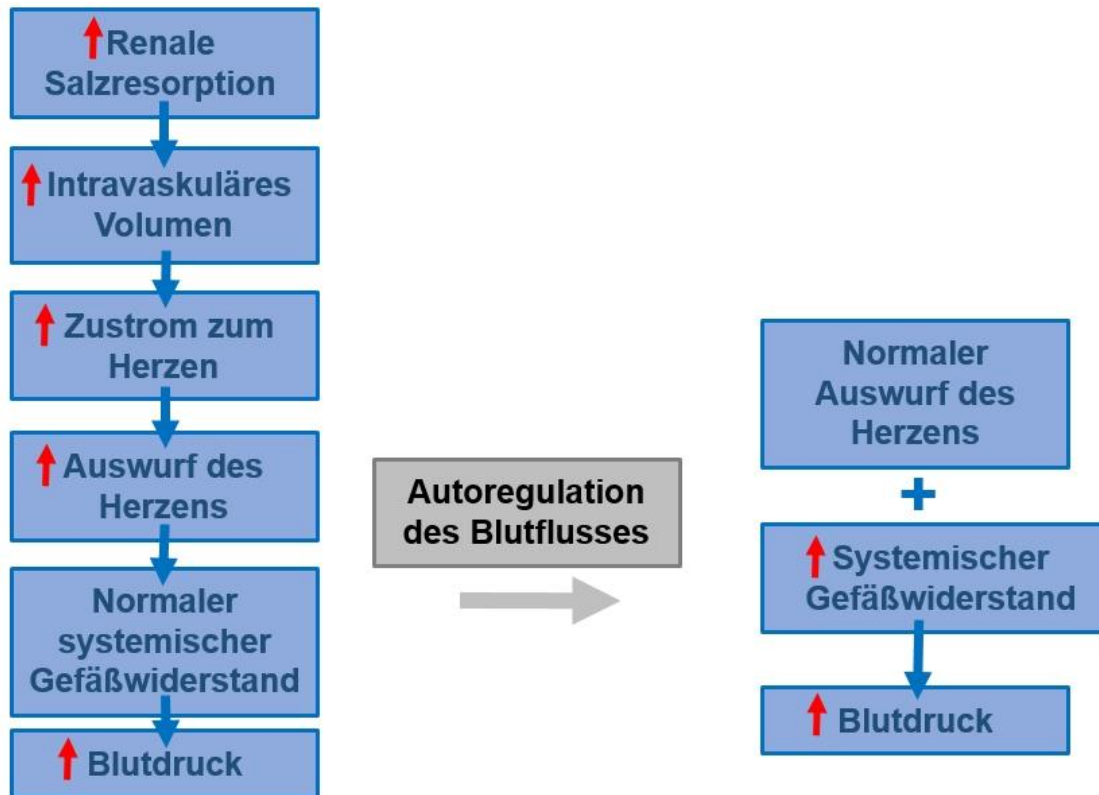 Renale
Salzresorption
Intravaskuläres
Volumen
Zustrom zum
Herzen
Auswurf des
Herzens
Normaler
systemischer
Gefäßwiderstand
Blutdruck
Autoregulation
des Blutflusses
Normaler
Auswurf des
Herzens
+
Systemischer
Gefäßwiderstand
Blutdruck